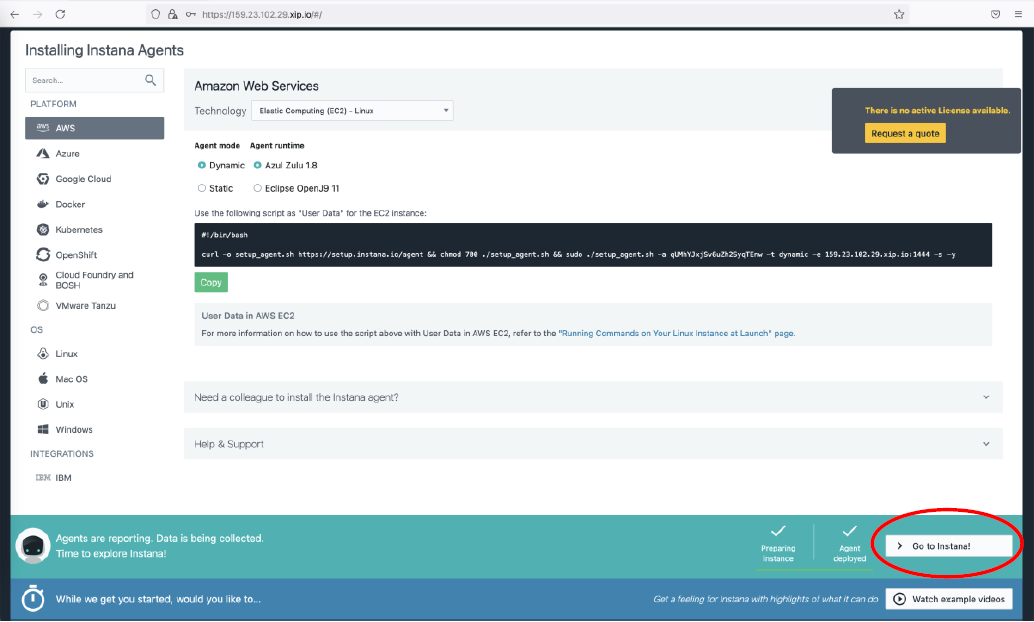 https://159.23.102.29.xip.io/#/
Installing Instana Agents
Search...
PLATFORM
AWS
Azure
Google Cloud
Docker
Kubernetes
OpenShift
Cloud Foundry and
BOSH
VMware Tanzu
OS
Linux
Mac OS
Unix
Windows
INTEGRATIONS
IBM IBM
Amazon Web Services
Technology Elastic Computing (EC2) - Linux
There is no active License available.
Request a quote
Agent mode Agent runtime
Dynamic Azul Zulu 1.8
Static Eclipse OpenJ9 11
Use the following script as "User Data" for the EC2 instance:
#!/bin/bash
curl -o setup_agent.sh https://setup.instana.io/agent && chmod 700 ./setup_agent.sh && sudo ./setup_agent.sh -a qUMhYJxjSv6uZh2SyqTEnw -t dynamic -e 159.23.102.29.xip.io:1444 -s -y
Copy
User Data in AWS EC2
For more information on how to use the script above with User Data in AWS EC2, refer to the "Running Commands on Your Linux Instance at Launch" page.
Need a colleague to install the Instana agent?
Help & Support
Agents are reporting. Data is being collected.
Time to explore Instana!
Preparing
Instance
Agent
deployed
Go to Instana!
While we get you started, would you like to...
Get a feeling for Instana with highlights of what it can do
Watch example videos